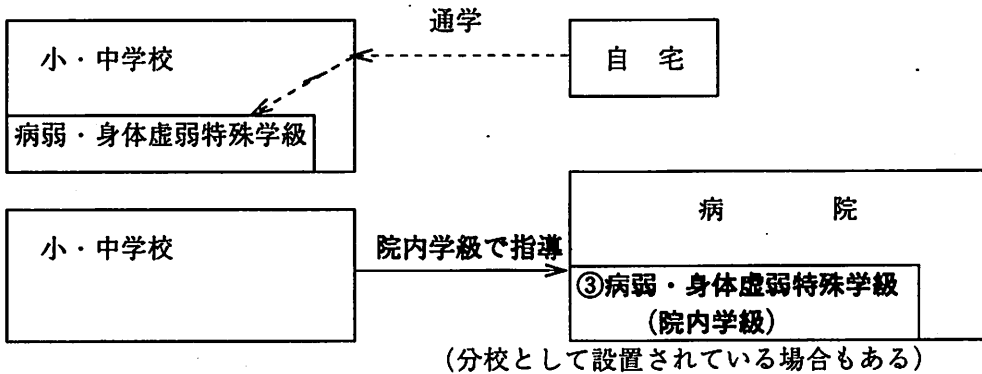 通学
小・中学校
自 宅
病弱・身体虚弱特殊学級
病 院
小・中学校
院内学級で指導
③病弱・身体虚弱特殊学級
(院内学級)
(分校として設置されている場合もある)